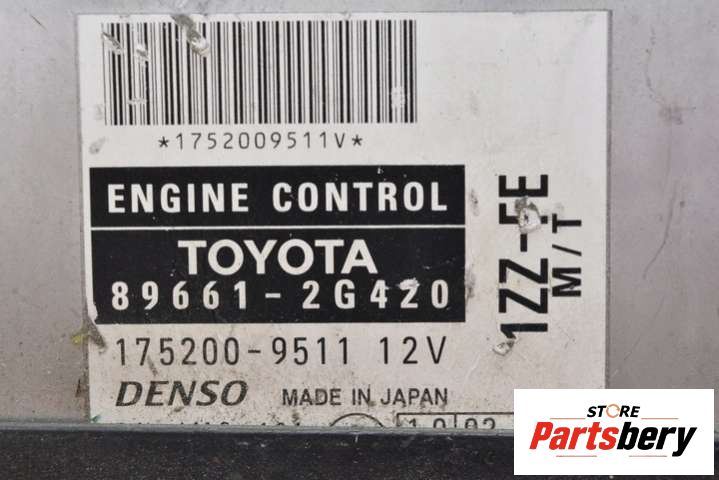 *1752009511V*
ENGINE CONTROL
TOYOTA
89661-2G420
175200-9511 12V
DENSO MADE IN JAPAN
1ZZ-FE
M/T
STORE
Partsbery